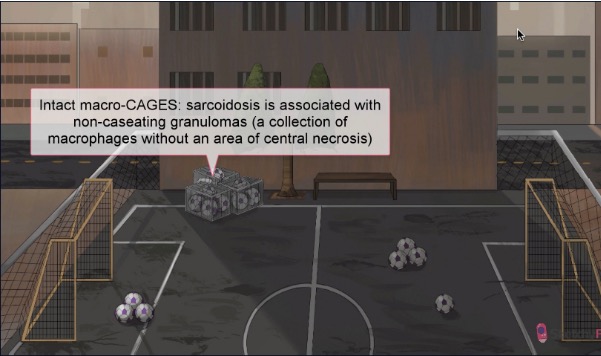 Intact macro-CAGES: sarcoidosis is associated with
non-caseating granulomas (a collection of
macrophages without an area of central necrosis)